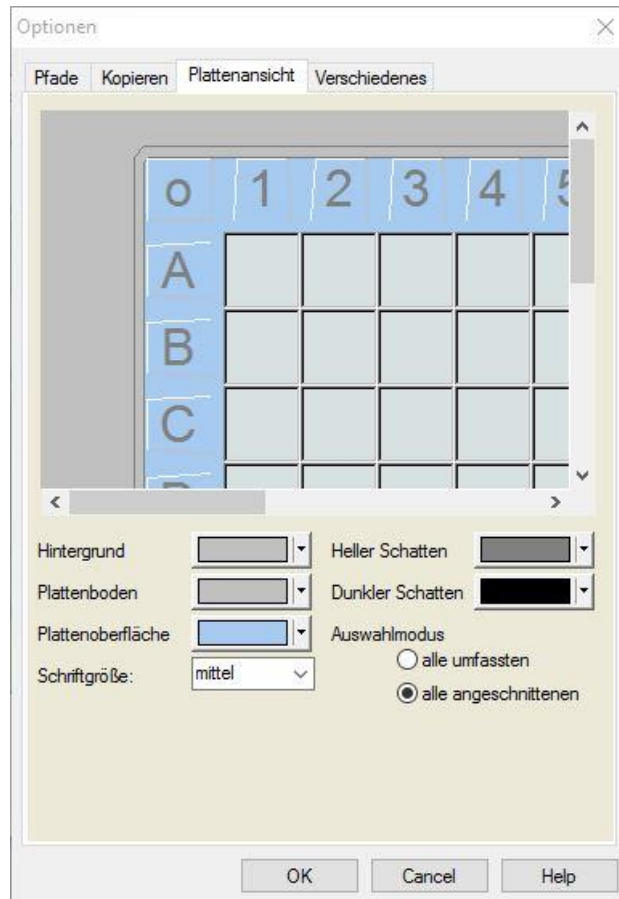 Optionen
Pfade Kopieren Plattenansicht Verschiedenes
o 1 2 3 4 5
A
B
C
D
Hintergrund Heller Schatten
Plattenboden Dunkler Schatten
Plattenoberfläche Auswahlmodus
alle umfassten
Schriftgröße: mittel
alle angeschnittenen
OK Cancel Help